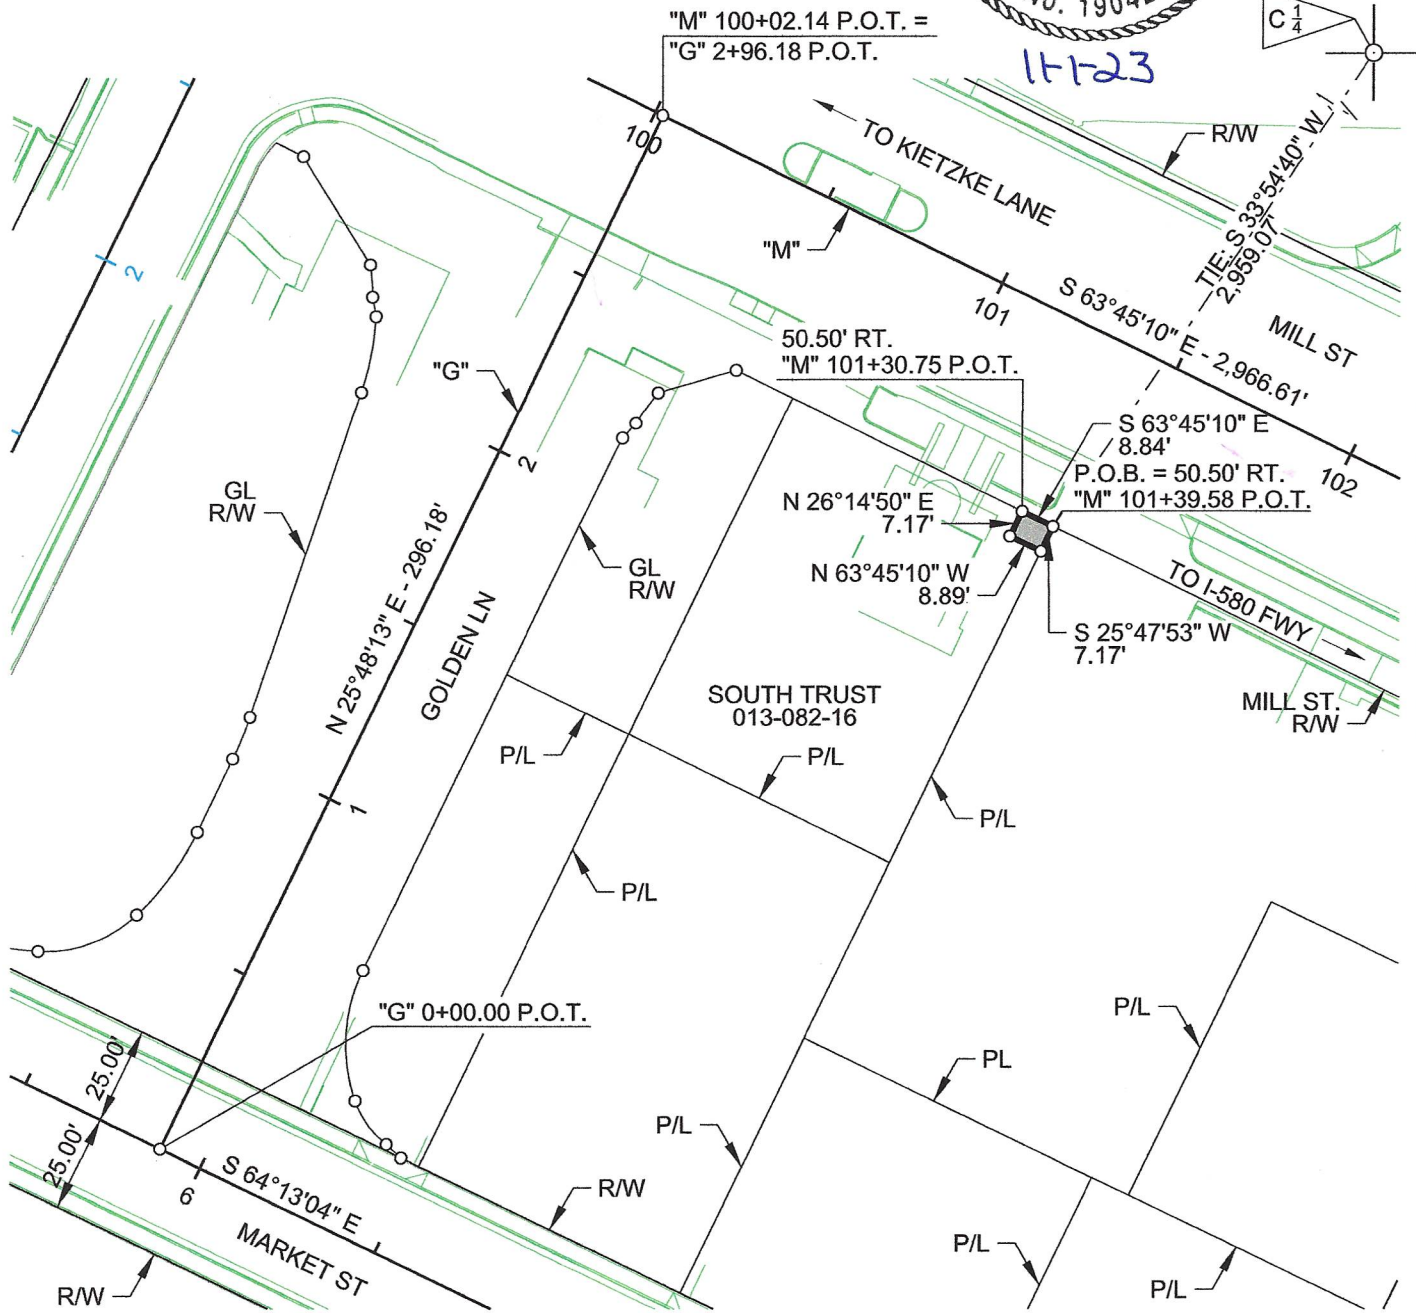 "M" 100+02.14 P.O.T. =
"G" 2+96.18 P.O.T.
NO. 19042
11-1-23
C 1/4
100
TO KIETZKE LANE
R/W
TIE: S 33°54'40" W
2,959.07'
"M"
2
101
S 63°45'10" E - 2,966.61'
MILL ST
50.50' RT.
"M" 101+30.75 P.O.T.
"G"
S 63°45'10" E
8.84'
102
2
P.O.B. = 50.50' RT.
"M" 101+39.58 P.O.T.
GL
R/W
N 26°14'50" E
7.17'
GL
R/W
N 63°45'10" W
8.89'
TO I-580 FWY
N 25°48'13" E - 296.18'
GOLDEN LN
S 25°47'53" W
7.17'
SOUTH TRUST
013-082-16
MILL ST.
R/W
P/L
P/L
1
P/L
P/L
"G" 0+00.00 P.O.T.
P/L
25.00'
PL
25.00'
P/L
S 64°13'04" E
6
R/W
MARKET ST
P/L
P/L
R/W